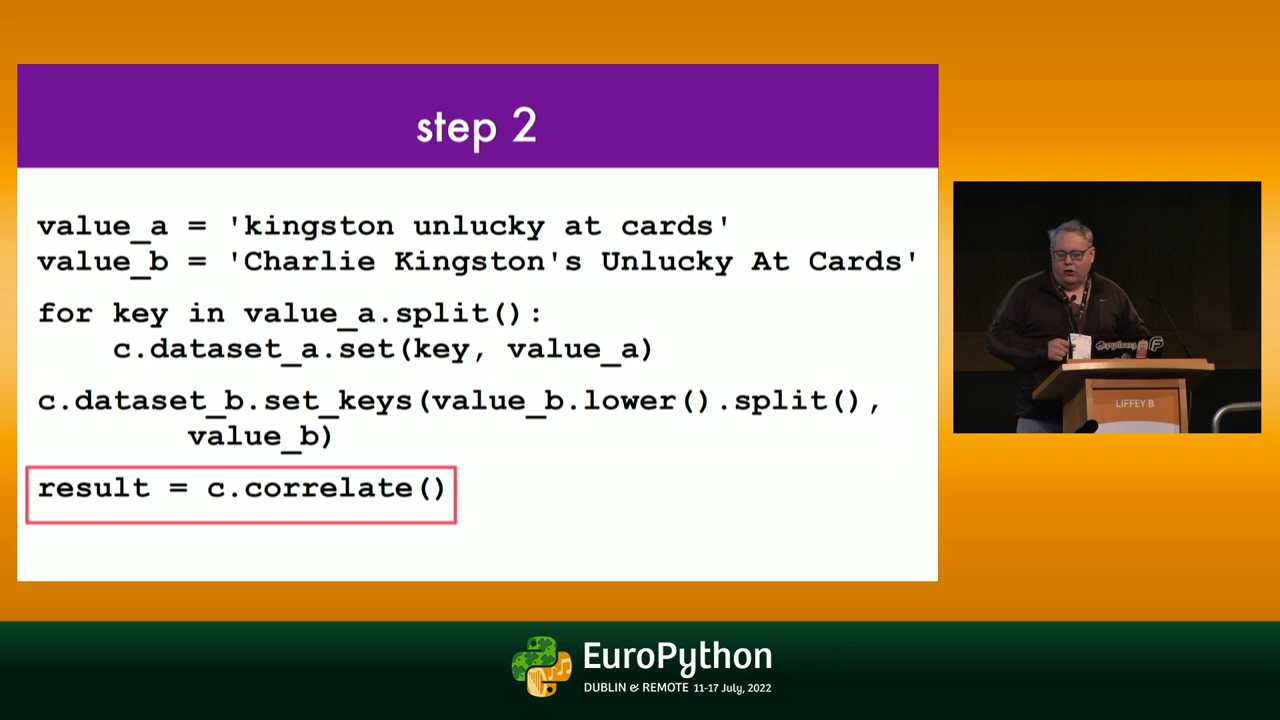 step 2
value_a = 'kingston unlucky at cards'
value_b = 'Charlie Kingston's Unlucky At Cards'
for key in value_a.split():
    c.dataset_a.set(key, value_a)
c.dataset_b.set_keys(value_b.lower().split(),
        value_b)
result = c.correlate()
LIFFEY B
EuroPython
DUBLIN & REMOTE 11-17 July, 2022